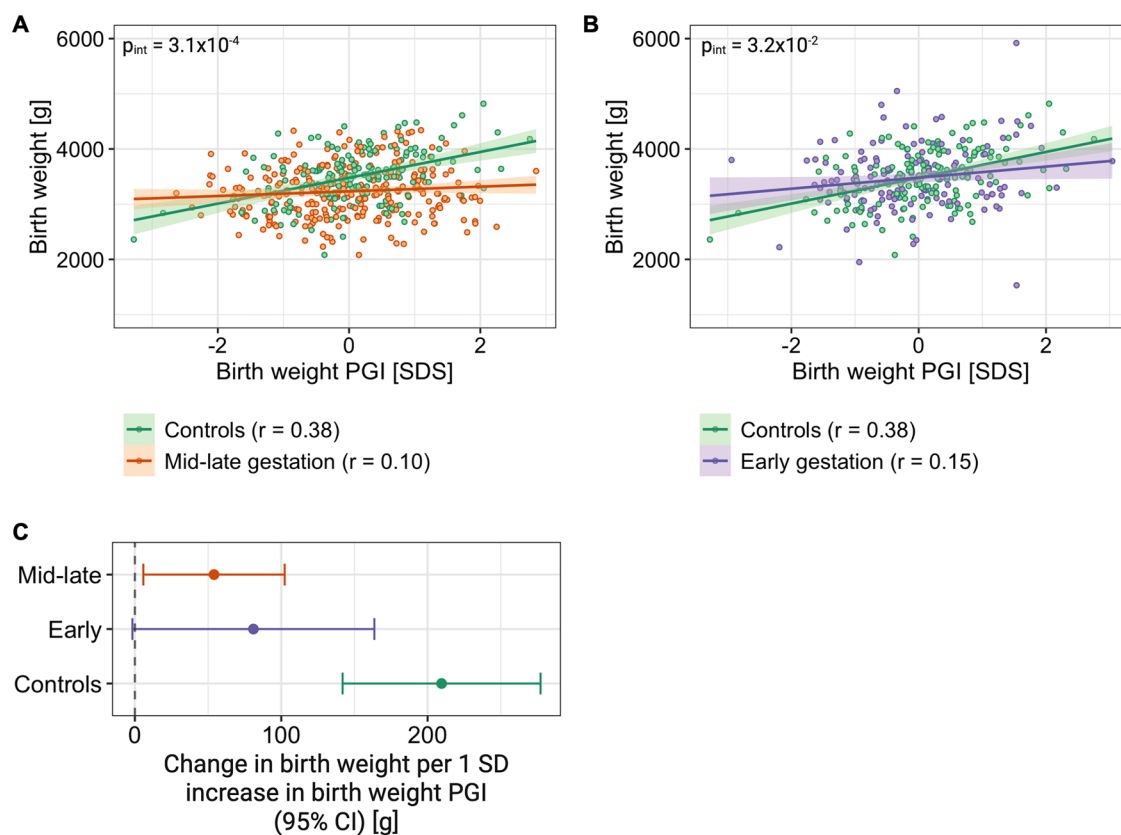 A
p_int = 3.1x10^-4
6000
4000
2000
Birth weight [g]
-2 0 2
Birth weight PGI [SDS]
Controls (r = 0.38)
Mid-late gestation (r = 0.10)
B
p_int = 3.2x10^-2
6000
4000
2000
Birth weight [g]
-2 0 2
Birth weight PGI [SDS]
Controls (r = 0.38)
Early gestation (r = 0.15)
C
Mid-late
Early
Controls
0 100 200
Change in birth weight per 1 SD
increase in birth weight PGI
(95% CI) [g]